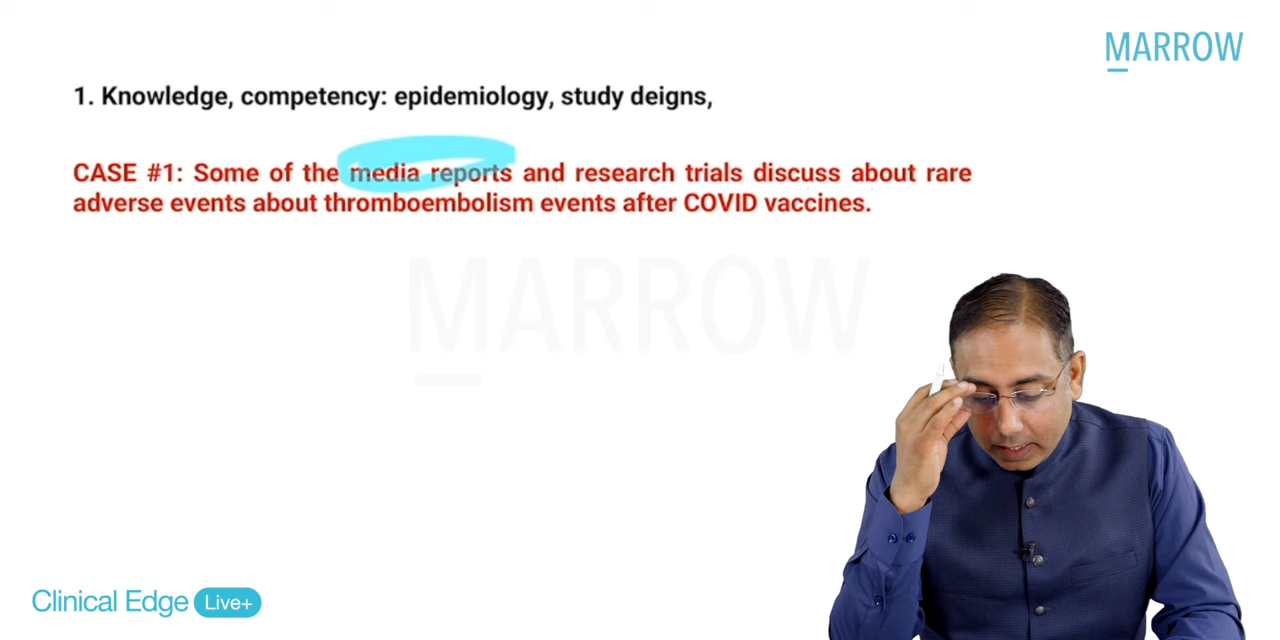 MARROW
1. Knowledge, competency: epidemiology, study deigns,
CASE #1: Some of the media reports and research trials discuss about rare
adverse events about thromboembolism events after COVID vaccines.
MARROW
Clinical Edge Live+